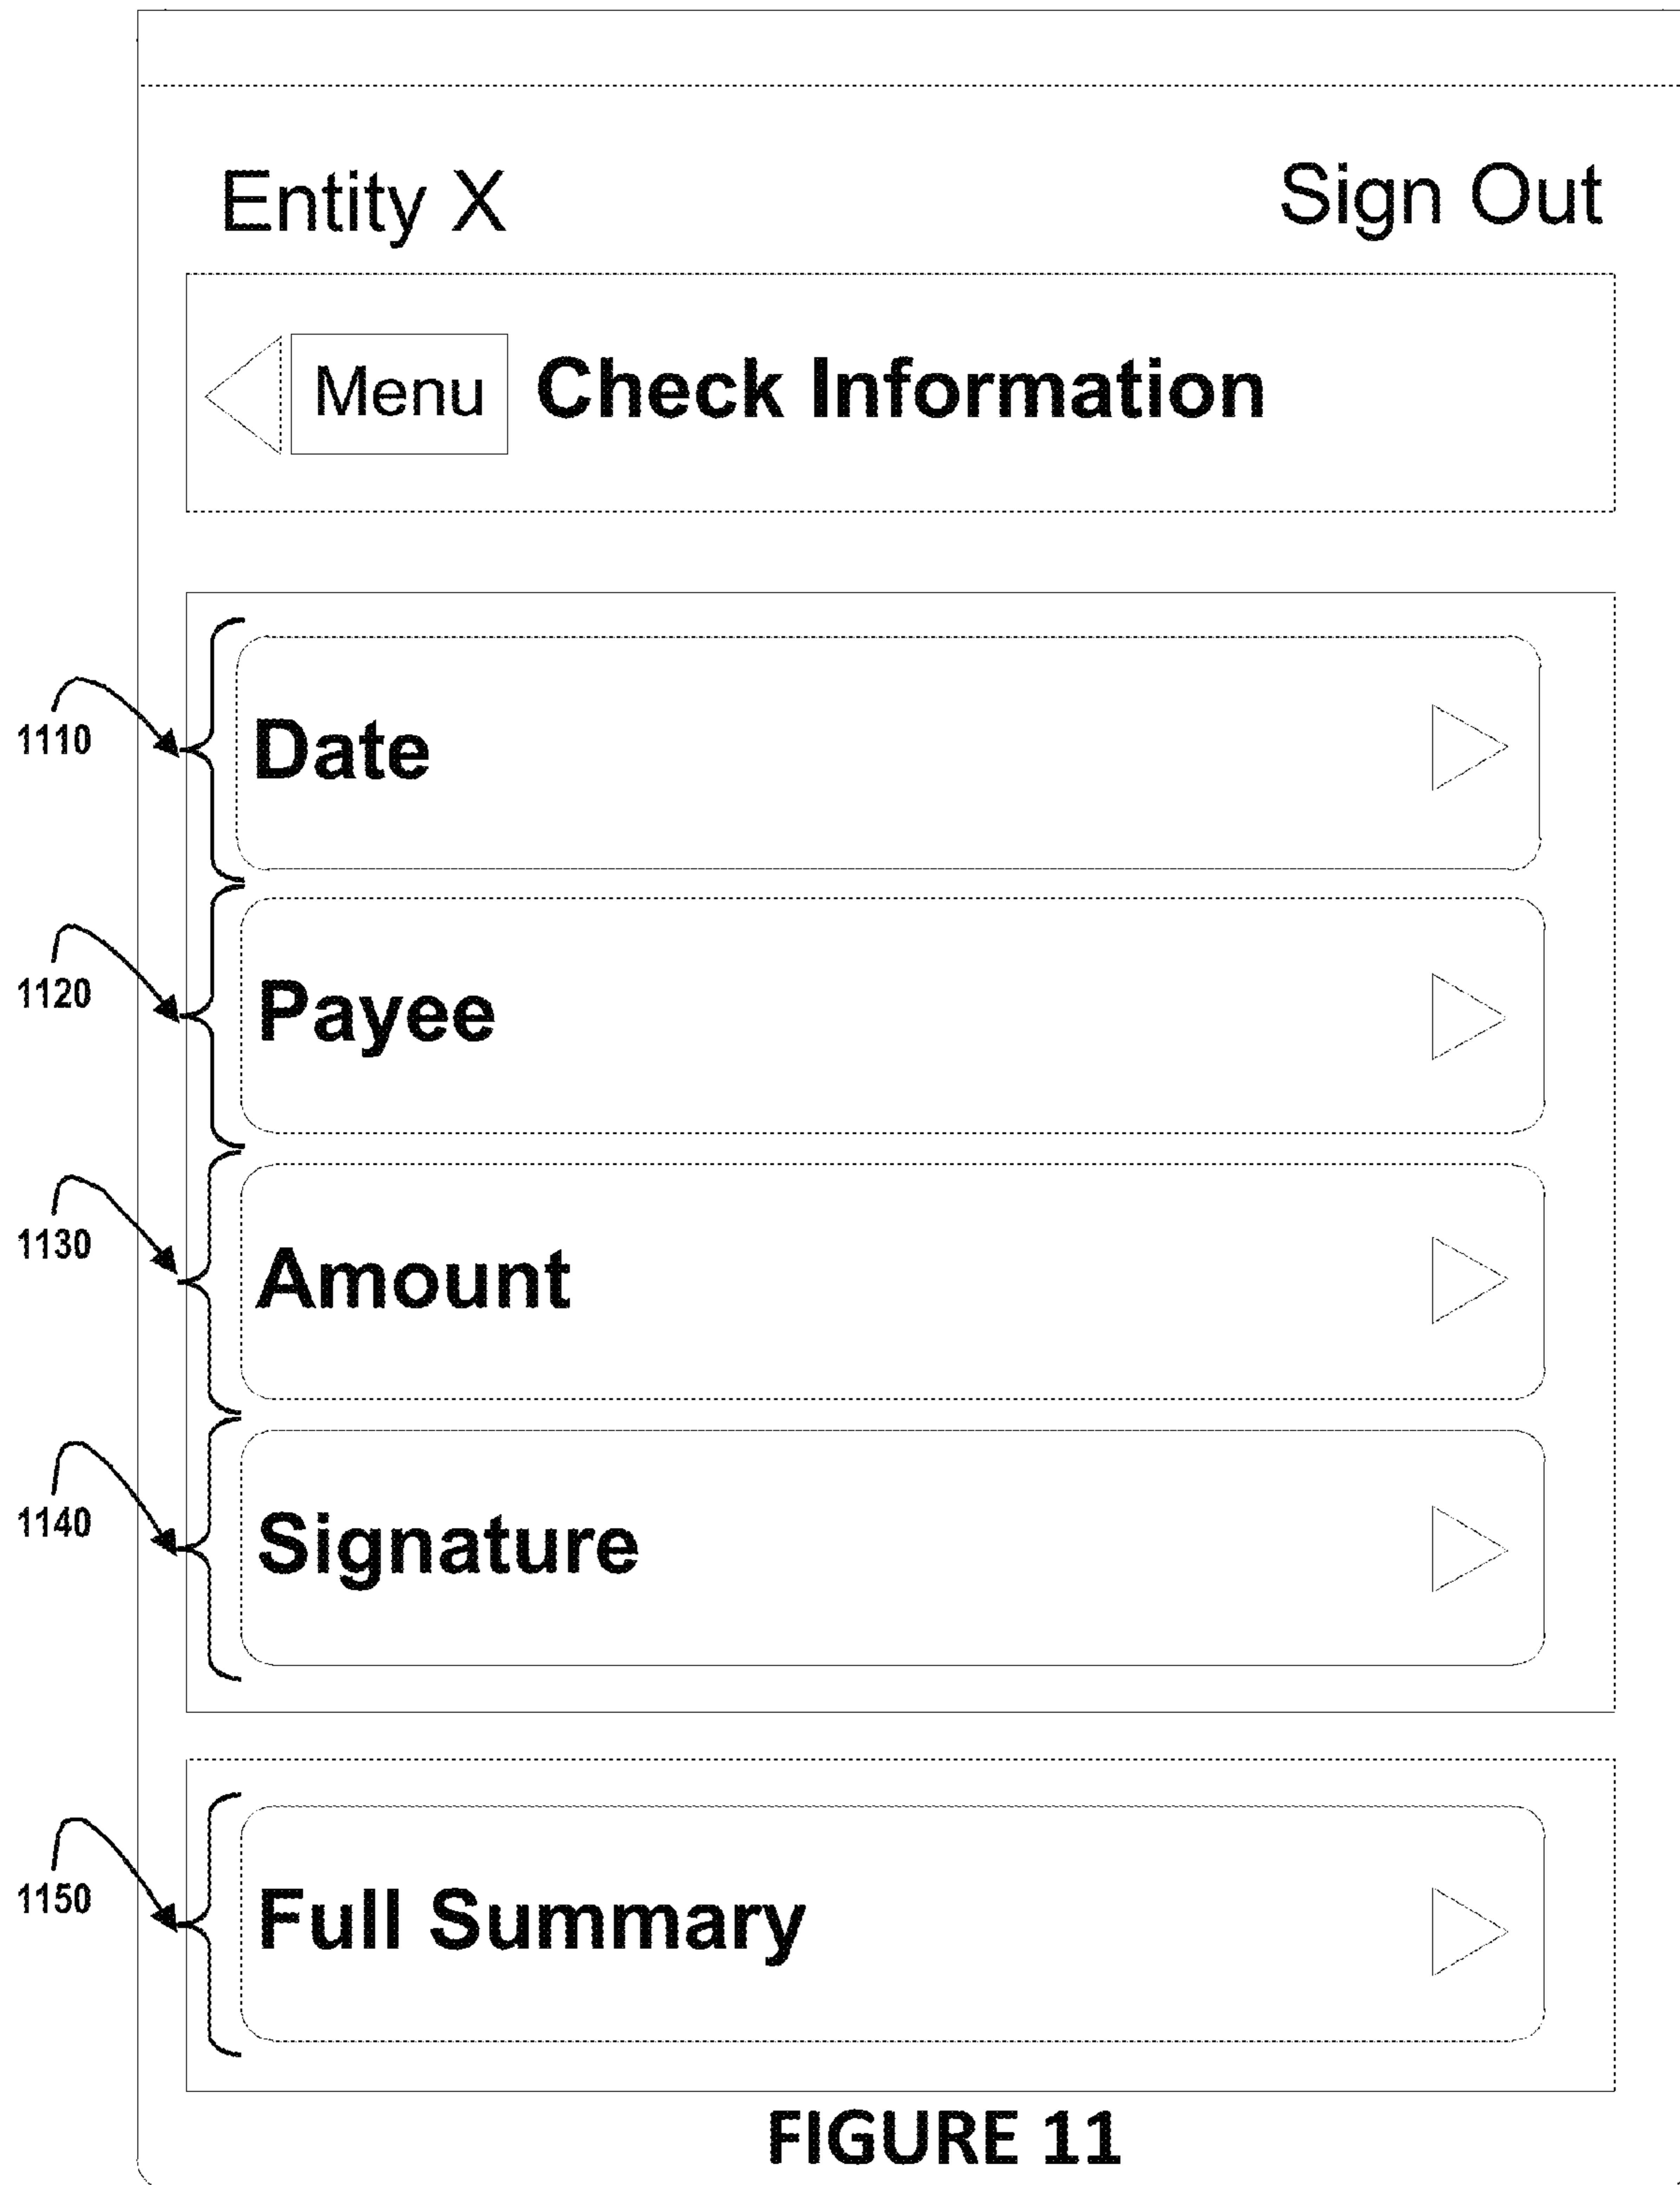 Entity X Sign Out
Menu Check Information
1110 Date
1120 Payee
1130 Amount
1140 Signature
1150 Full Summary
FIGURE 11